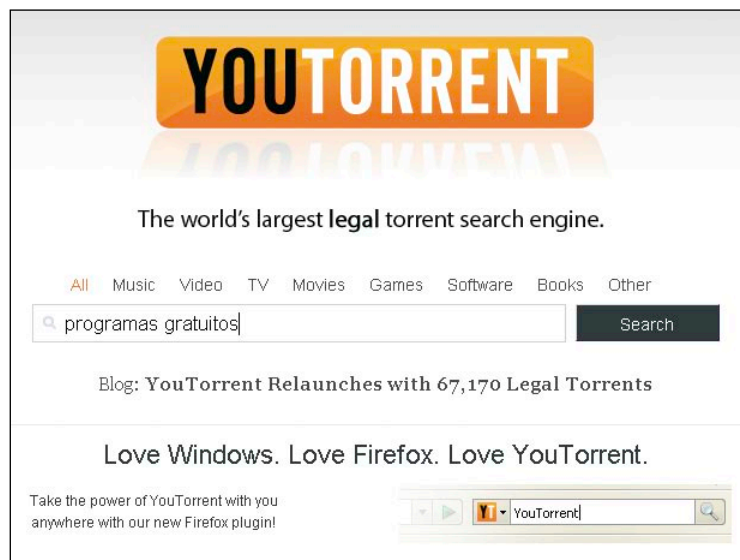 YOUTORRENT
The world's largest legal torrent search engine.
All Music Video TV Movies Games Software Books Other
programas gratuitos
Search
Blog: YouTorrent Relaunches with 67,170 Legal Torrents
Love Windows. Love Firefox. Love YouTorrent.
Take the power of YouTorrent with you
anywhere with our new Firefox plugin!
YT YouTorrent